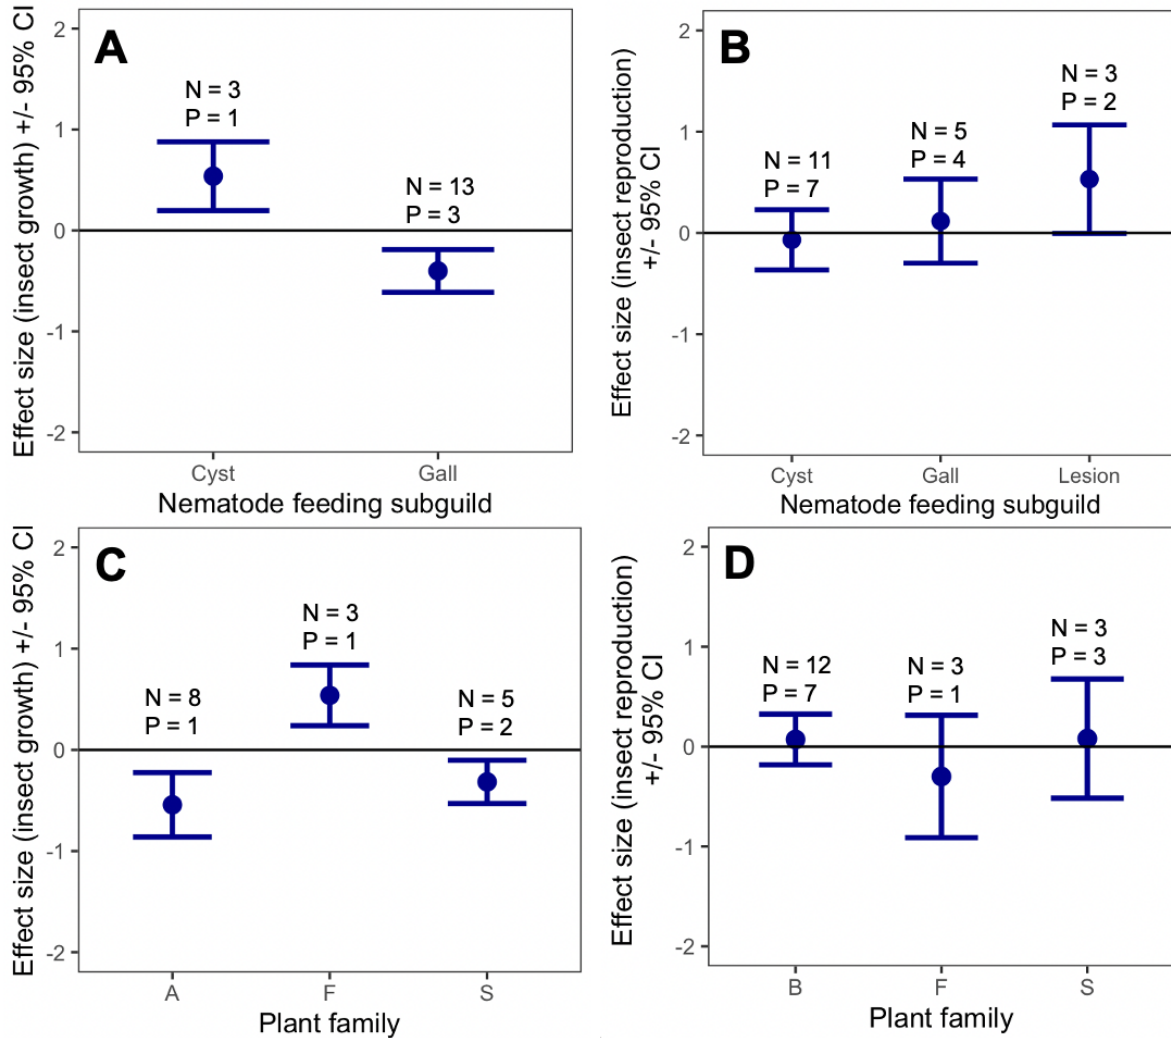 A
Effect size (insect growth) +/- 95% CI
2
1
0
-1
-2
N = 3
P = 1
N = 13
P = 3
Cyst
Gall
Nematode feeding subguild
B
Effect size (insect reproduction)
+/- 95% CI
2
1
0
-1
-2
N = 11
P = 7
N = 5
P = 4
N = 3
P = 2
Cyst
Gall
Lesion
Nematode feeding subguild
C
Effect size (insect growth) +/- 95% CI
2
1
0
-1
-2
N = 8
P = 1
N = 3
P = 1
N = 5
P = 2
A
F
S
Plant family
D
Effect size (insect reproduction)
+/- 95% CI
2
1
0
-1
-2
N = 12
P = 7
N = 3
P = 1
N = 3
P = 3
B
F
S
Plant family